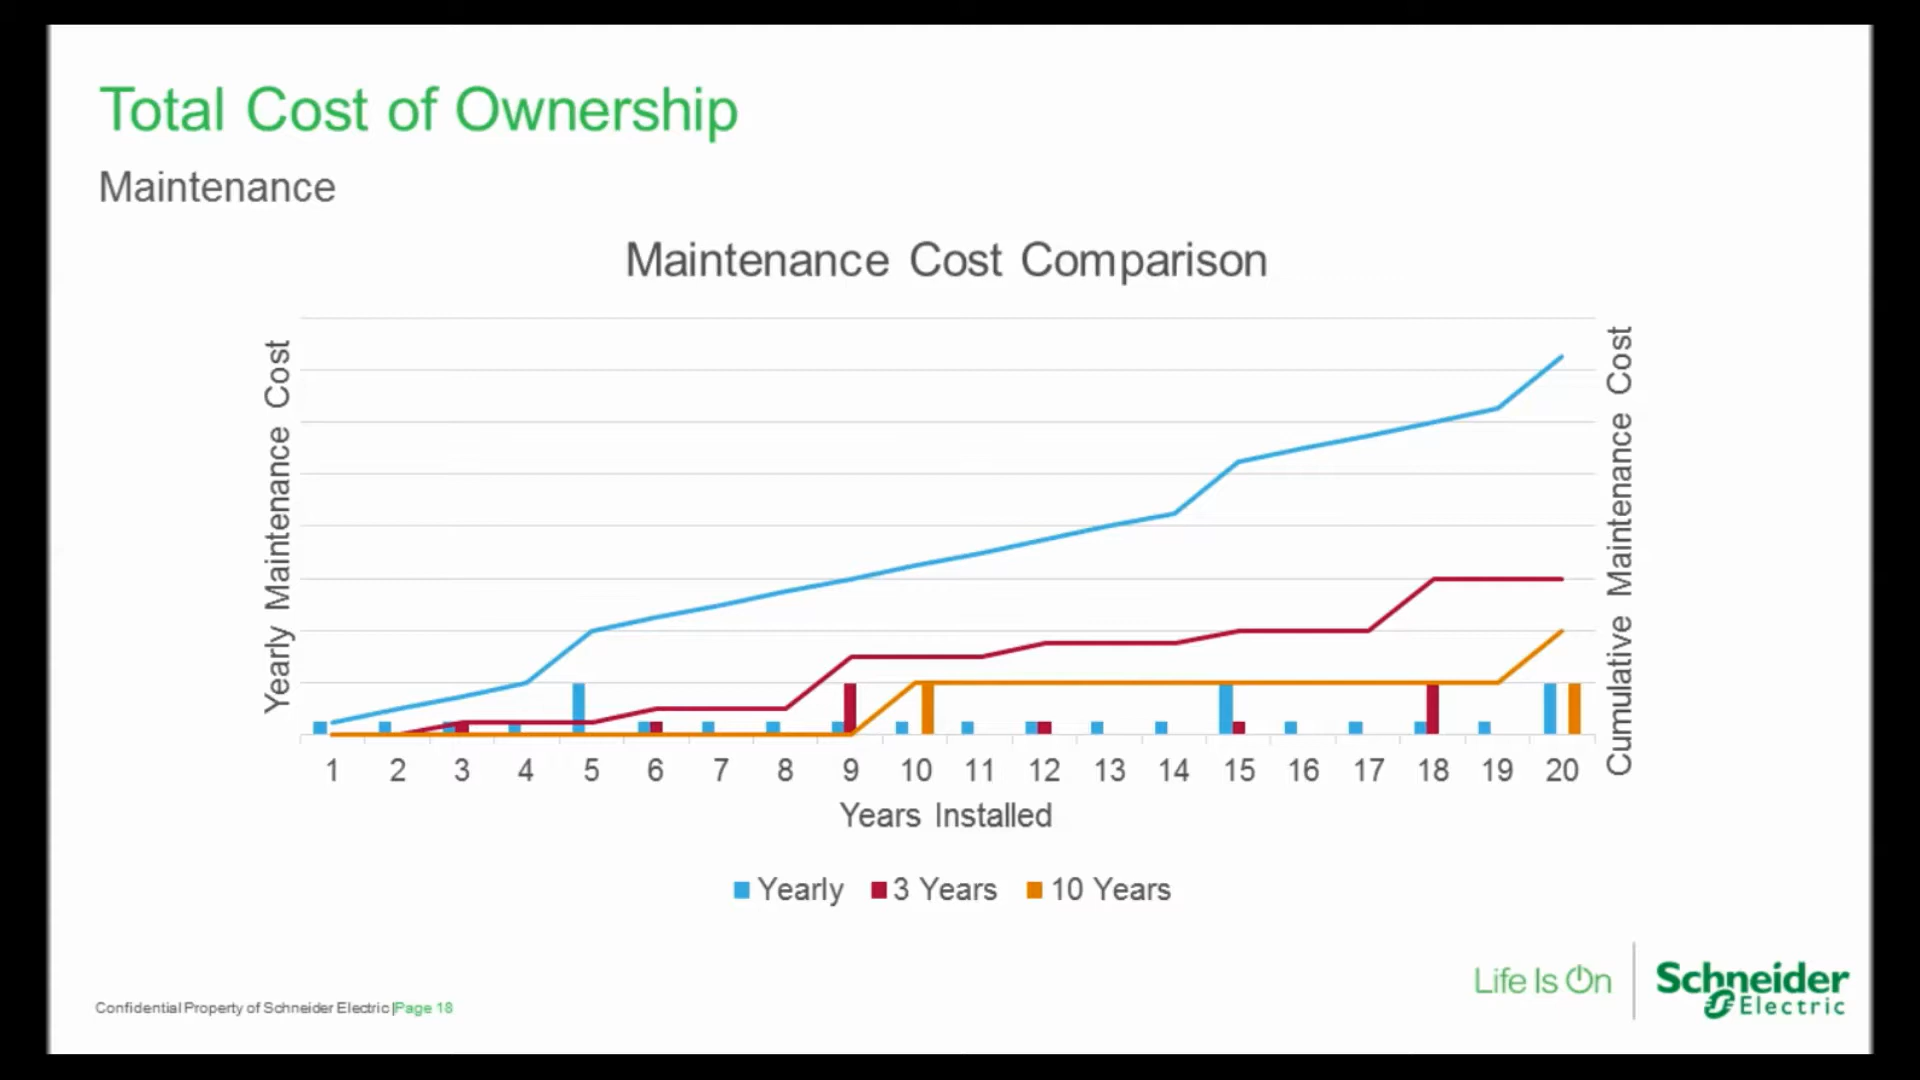 Total Cost of Ownership
Maintenance
Maintenance Cost Comparison
Yearly Maintenance Cost
Cumulative Maintenance Cost
1 2 3 4 5 6 7 8 9 10 11 12 13 14 15 16 17 18 19 20
Years Installed
Yearly 3 Years 10 Years
Life Is On
Schneider
Electric
Confidential Property of Schneider Electric |Page 18